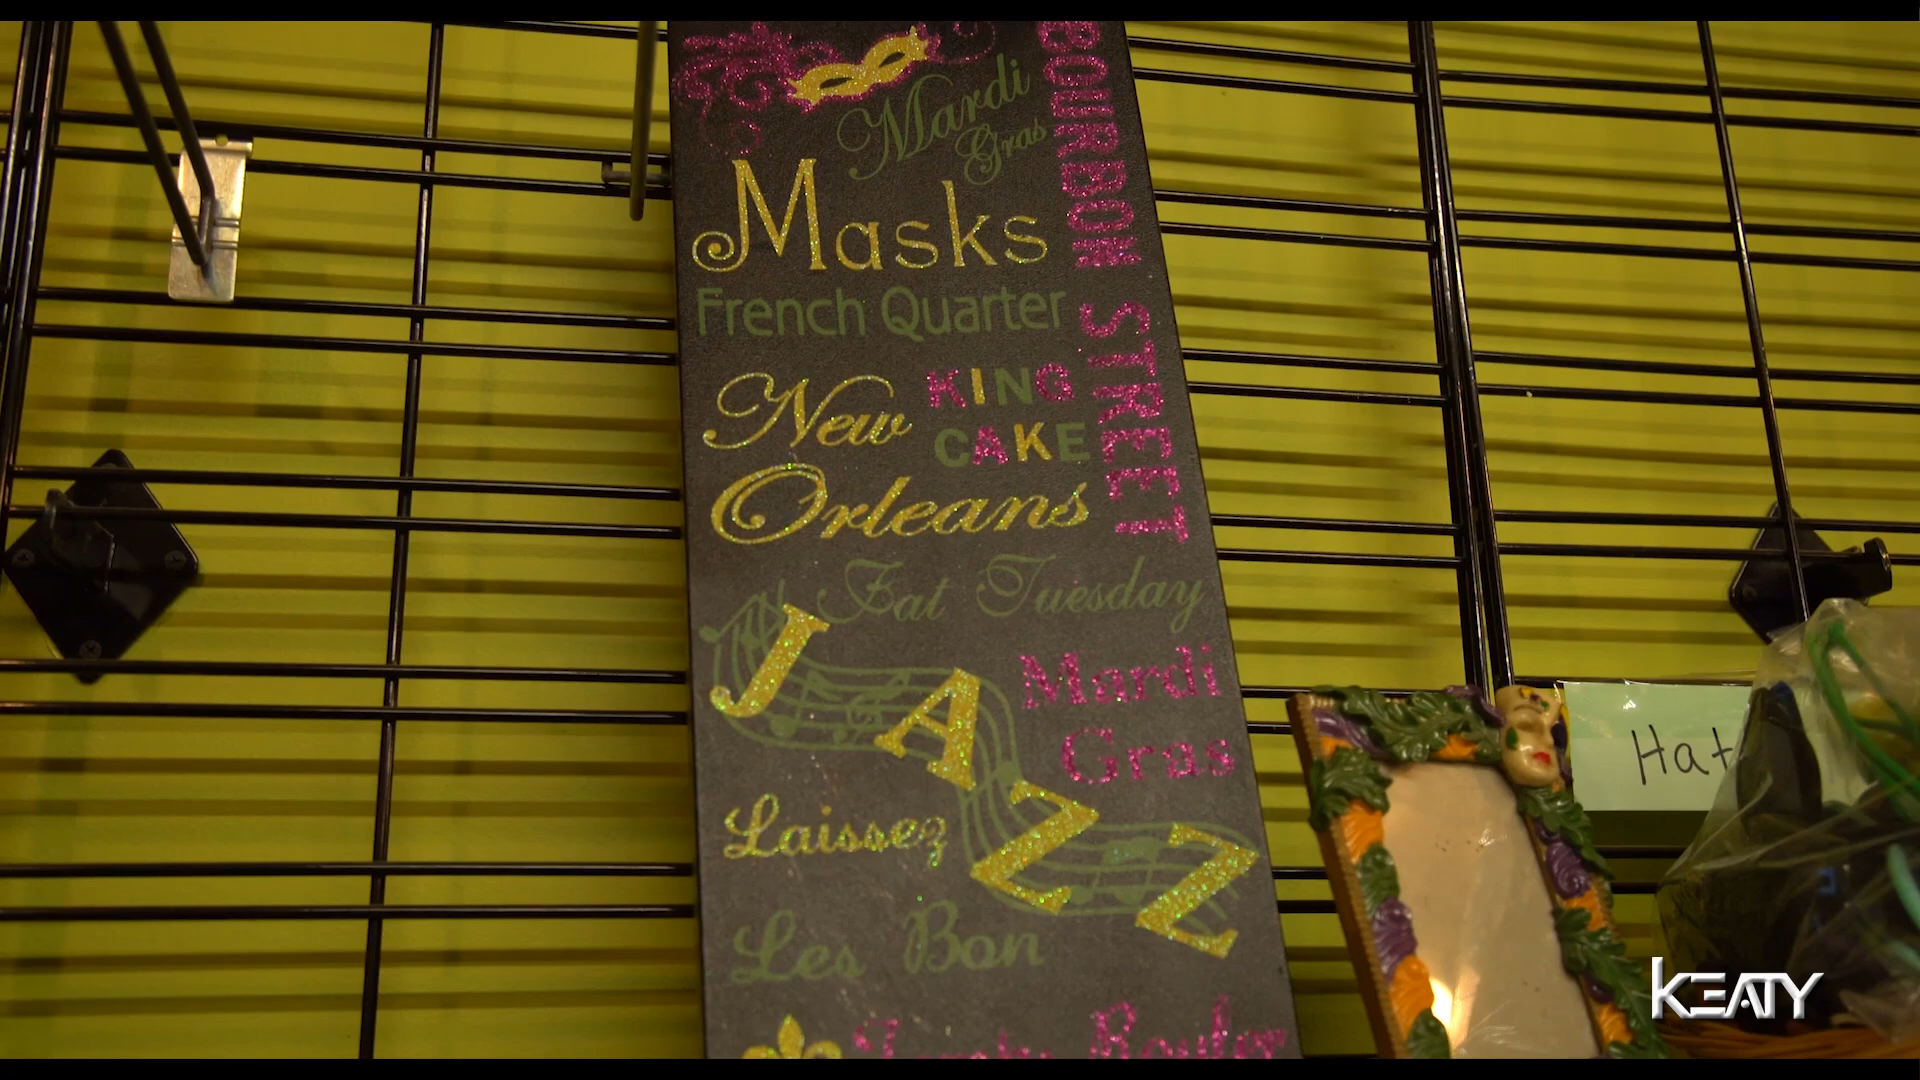 Mardi
Gras
BOURBON STREET
Masks
French Quarter
New
KING
CAKE
Orleans
Fat Tuesday
JAZZ
Mardi
Gras
Laissez
Les Bon
Rouler
Hat
KEATY